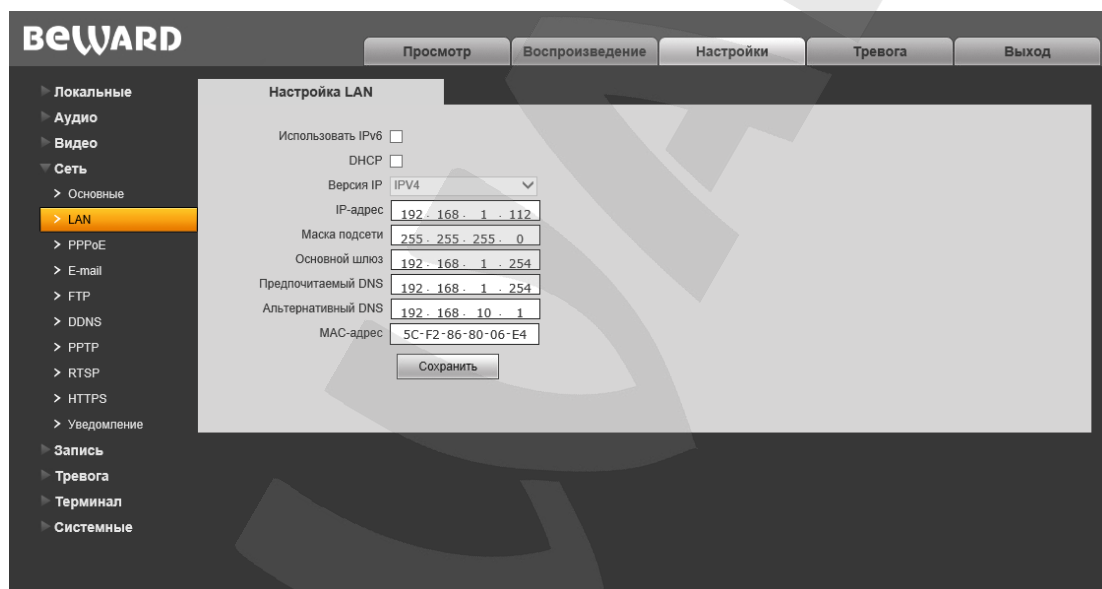 BEWARD
Просмотр
Воспроизведение
Настройки
Тревога
Выход
Локальные
Аудио
Видео
Сеть
Основные
LAN
PPPoE
E-mail
FTP
DDNS
PPTP
RTSP
HTTPS
Уведомление
Запись
Тревога
Терминал
Системные
Настройка LAN
Использовать IPv6
DHCP
Версия IP IPV4
IP-адрес 192 . 168 . 1 . 112
Маска подсети 255 . 255 . 255 . 0
Основной шлюз 192 . 168 . 1 . 254
Предпочитаемый DNS 192 . 168 . 1 . 254
Альтернативный DNS 192 . 168 . 10 . 1
MAC-адрес 5C-F2-86-80-06-E4
Сохранить